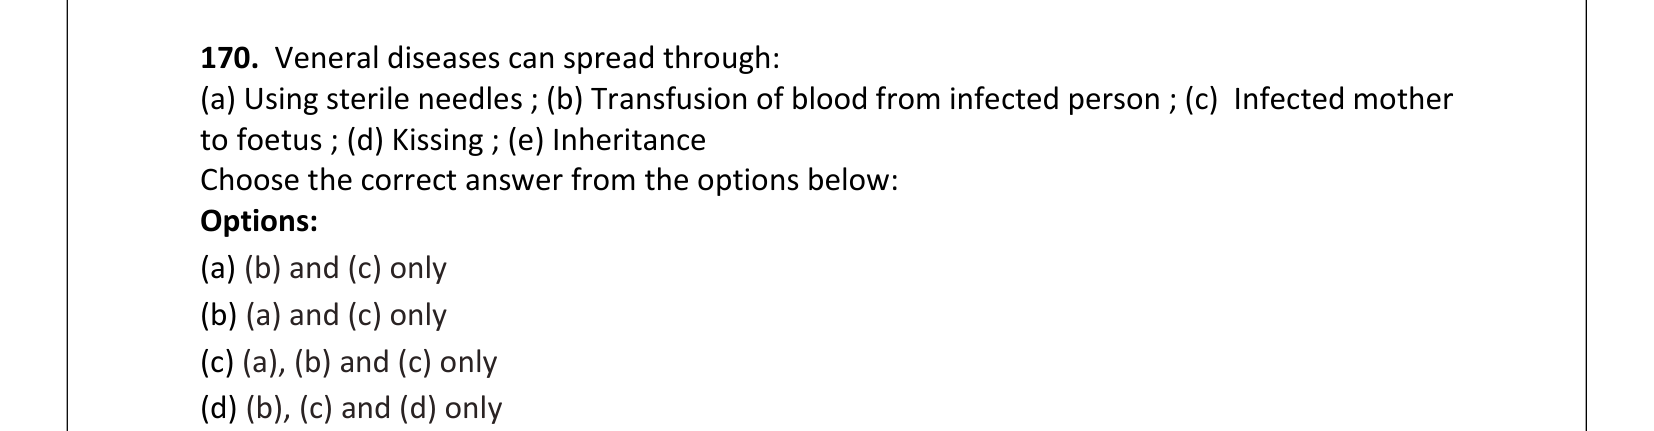 170. Veneral diseases can spread through:
(a) Using sterile needles ; (b) Transfusion of blood from infected person ; (c) Infected mother
to foetus ; (d) Kissing ; (e) Inheritance
Choose the correct answer from the options below:
Options:
(a) (b) and (c) only
(b) (a) and (c) only
(c) (a), (b) and (c) only
(d) (b), (c) and (d) only